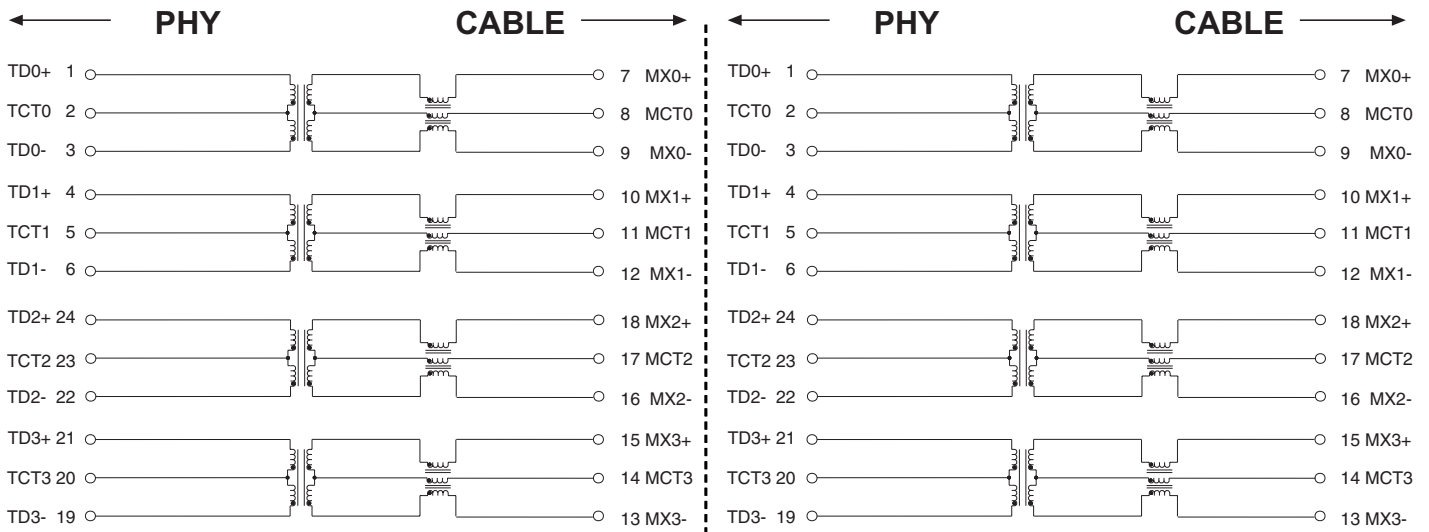 PHY CABLE
TD0+ 1 7 MX0+
TCT0 2 8 MCT0
TD0- 3 9 MX0-
TD1+ 4 10 MX1+
TCT1 5 11 MCT1
TD1- 6 12 MX1-
TD2+ 24 18 MX2+
TCT2 23 17 MCT2
TD2- 22 16 MX2-
TD3+ 21 15 MX3+
TCT3 20 14 MCT3
TD3- 19 13 MX3-
PHY CABLE
TD0+ 1 7 MX0+
TCT0 2 8 MCT0
TD0- 3 9 MX0-
TD1+ 4 10 MX1+
TCT1 5 11 MCT1
TD1- 6 12 MX1-
TD2+ 24 18 MX2+
TCT2 23 17 MCT2
TD2- 22 16 MX2-
TD3+ 21 15 MX3+
TCT3 20 14 MCT3
TD3- 19 13 MX3-